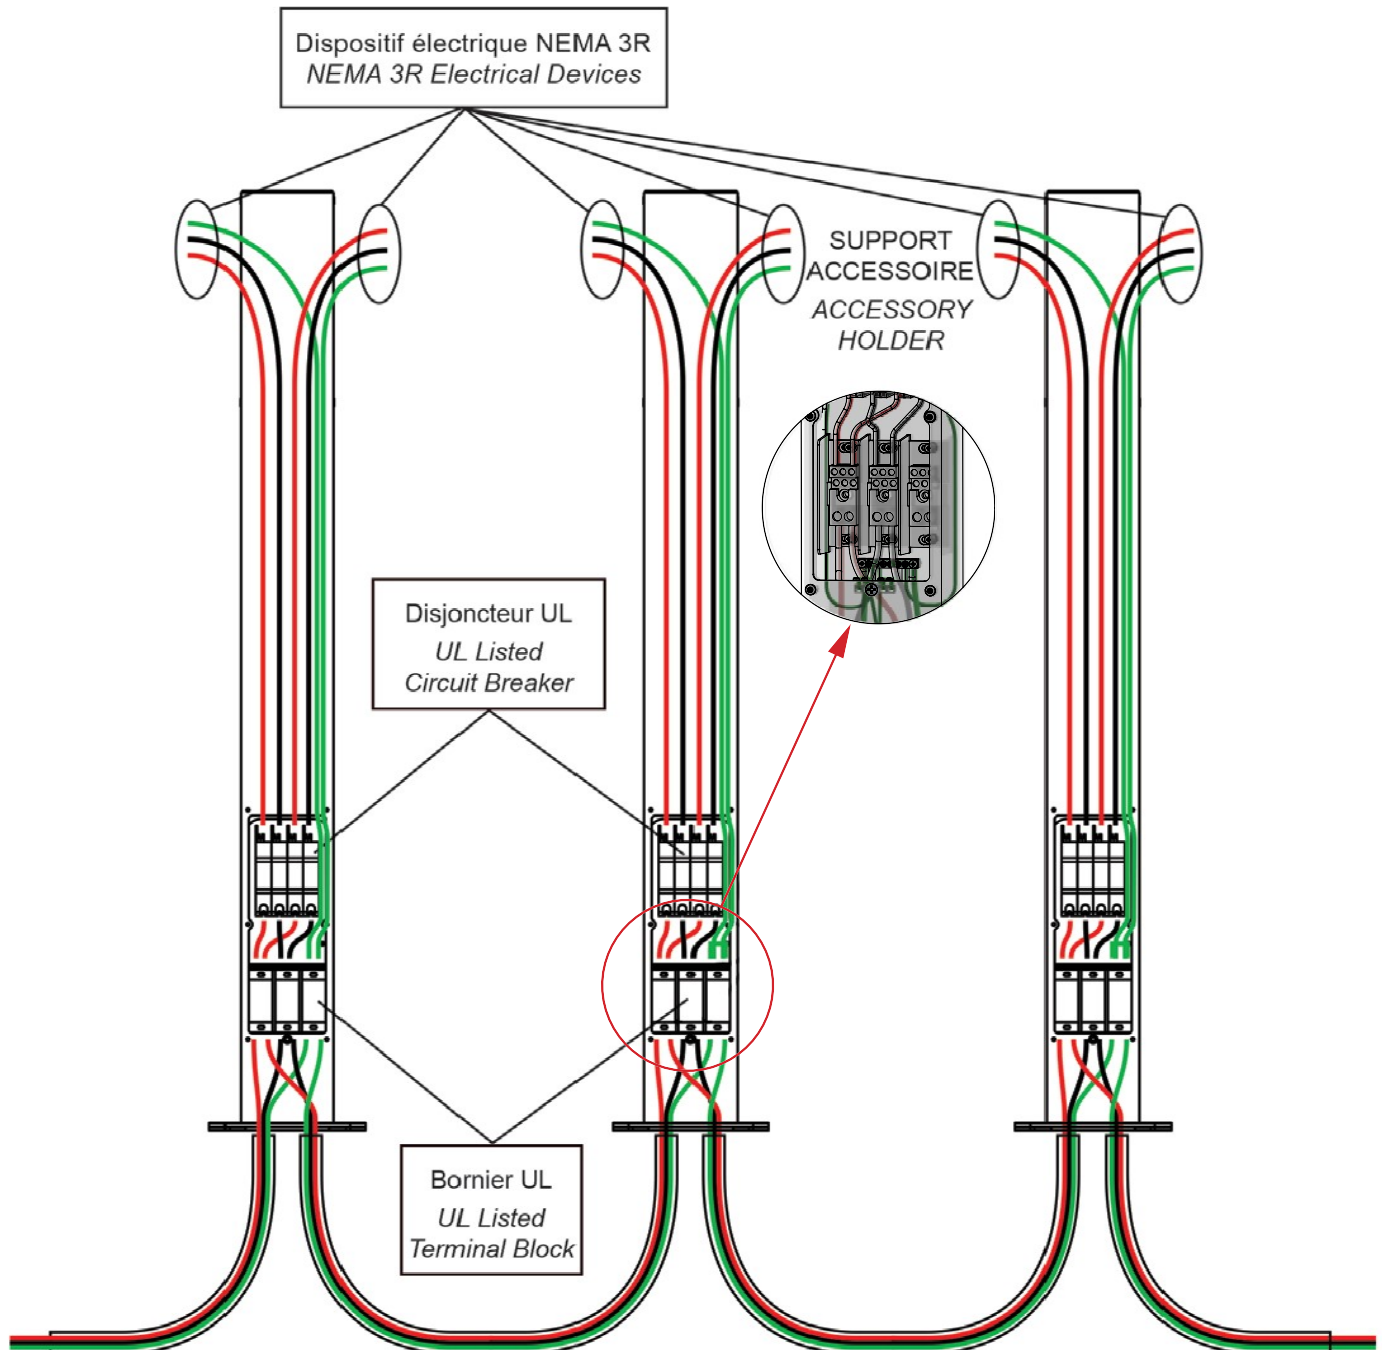 Dispositif électrique NEMA 3R
NEMA 3R Electrical Devices
SUPPORT
ACCESSOIRE
ACCESSORY
HOLDER
Disjoncteur UL
UL Listed
Circuit Breaker
Bornier UL
UL Listed
Terminal Block